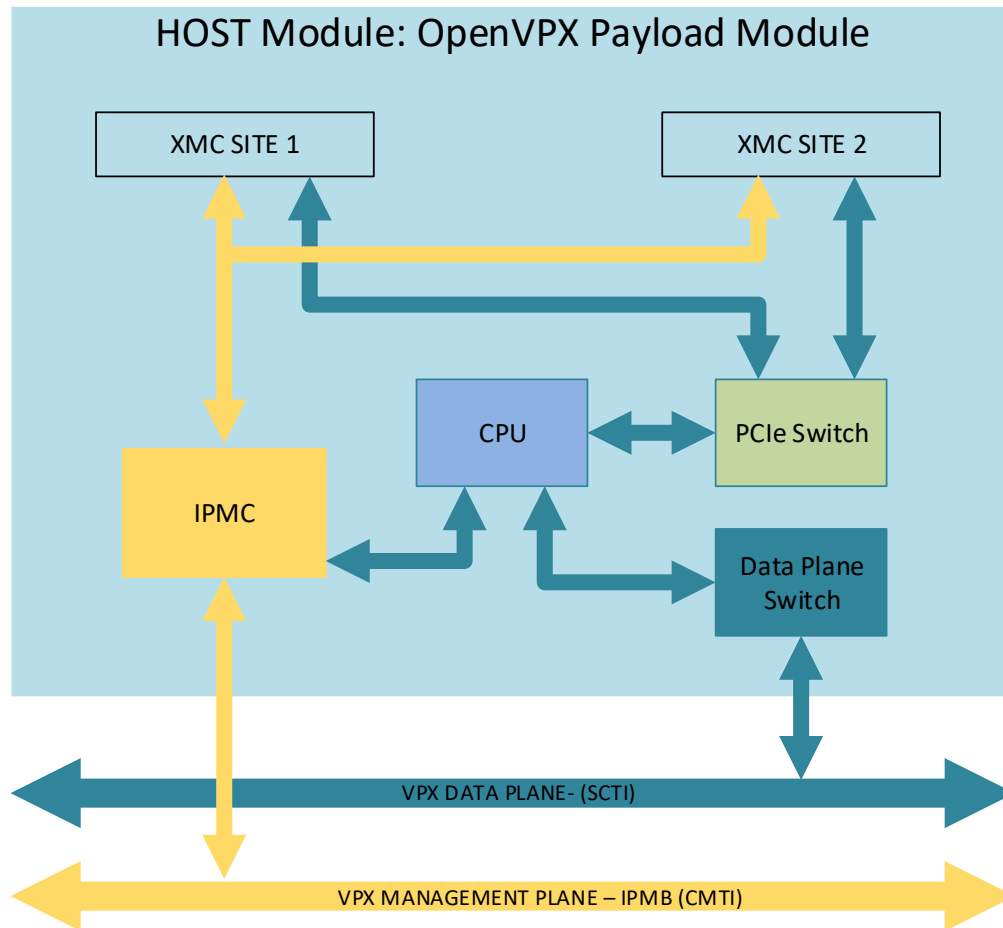 HOST Module: OpenVPX Payload Module
XMC SITE 1
XMC SITE 2
CPU
PCIe Switch
IPMC
Data Plane
Switch
VPX DATA PLANE- (SCTI)
VPX MANAGEMENT PLANE – IPMB (CMTI)